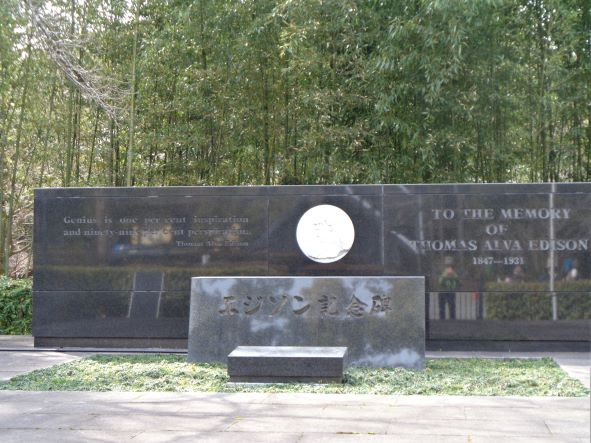 Genius is one per cent inspiration
and ninety-nine per cent perspiration.
Thomas Alva Edison
TO THE MEMORY
OF
THOMAS ALVA EDISON
1847—1931
エジソン記念碑